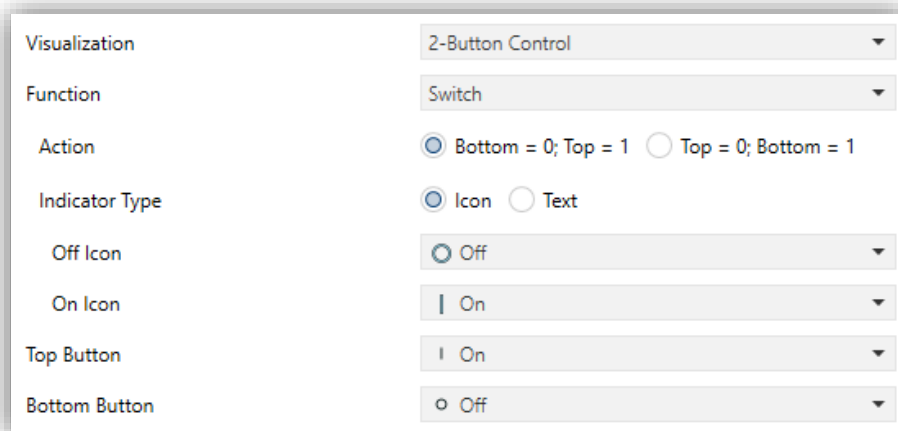 Visualization 2-Button Control
Function Switch
Action Bottom = 0; Top = 1 Top = 0; Bottom = 1
Indicator Type Icon Text
Off Icon Off
On Icon On
Top Button On
Bottom Button Off